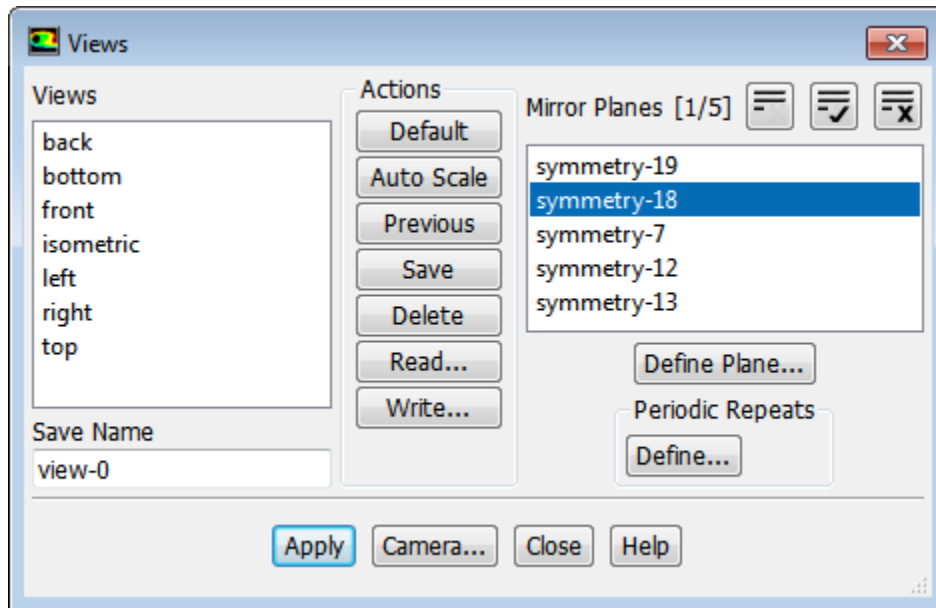 Views
Views
back
bottom
front
isometric
left
right
top
Save Name
view-0
Actions
Default
Auto Scale
Previous
Save
Delete
Read...
Write...
Mirror Planes [1/5]
symmetry-19
symmetry-18
symmetry-7
symmetry-12
symmetry-13
Define Plane...
Periodic Repeats
Define...
Apply Camera... Close Help